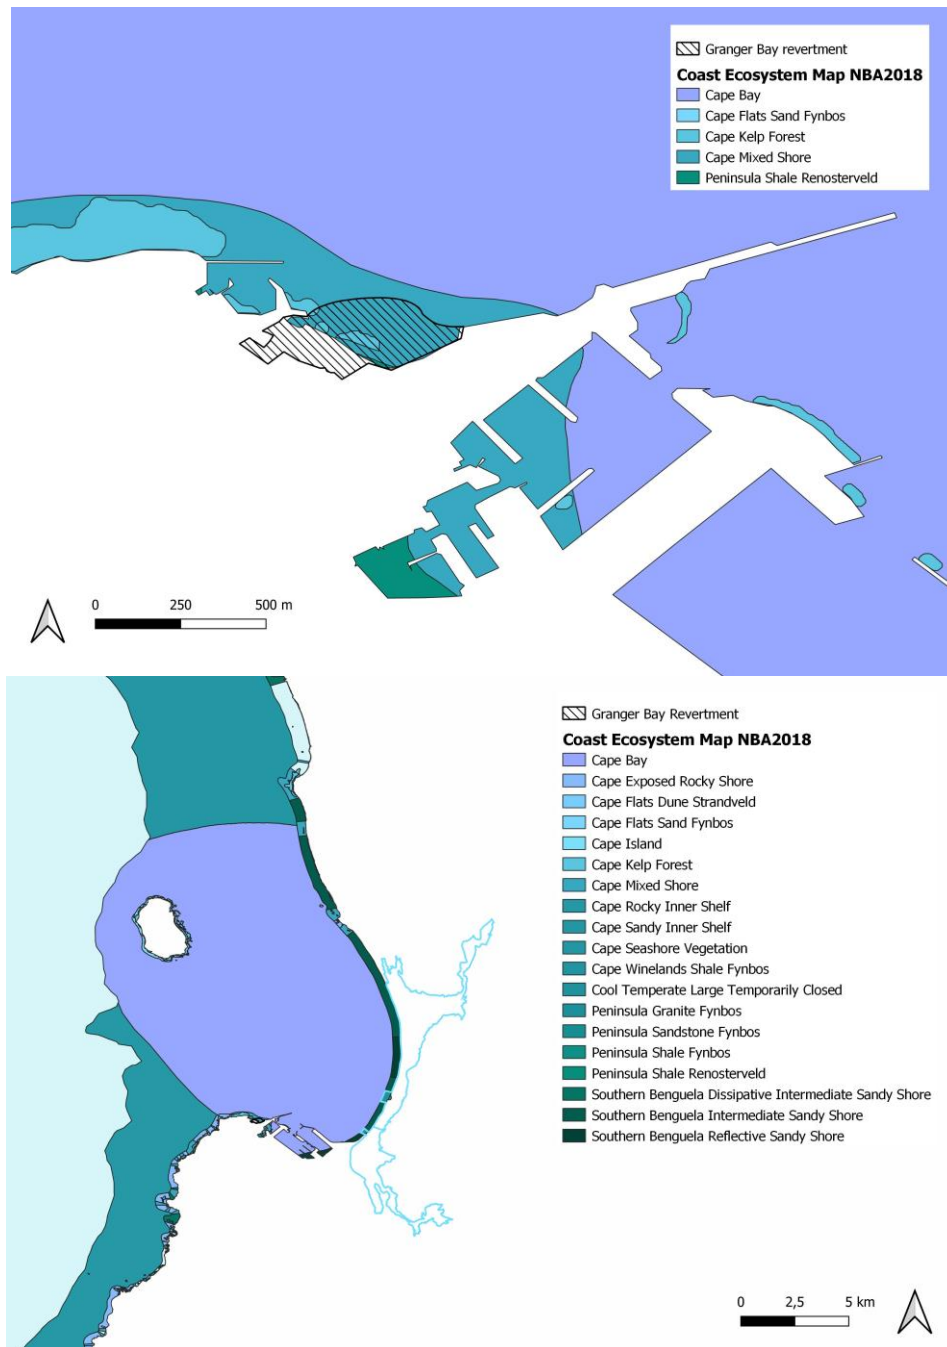 Granger Bay revertment
Coast Ecosystem Map NBA2018
Cape Bay
Cape Flats Sand Fynbos
Cape Kelp Forest
Cape Mixed Shore
Peninsula Shale Renosterveld
0 250 500 m
Granger Bay Revertment
Coast Ecosystem Map NBA2018
Cape Bay
Cape Exposed Rocky Shore
Cape Flats Dune Strandveld
Cape Flats Sand Fynbos
Cape Island
Cape Kelp Forest
Cape Mixed Shore
Cape Rocky Inner Shelf
Cape Sandy Inner Shelf
Cape Seashore Vegetation
Cape Winelands Shale Fynbos
Cool Temperate Large Temporarily Closed
Peninsula Granite Fynbos
Peninsula Sandstone Fynbos
Peninsula Shale Fynbos
Peninsula Shale Renosterveld
Southern Benguela Dissipative Intermediate Sandy Shore
Southern Benguela Intermediate Sandy Shore
Southern Benguela Reflective Sandy Shore
0 2,5 5 km